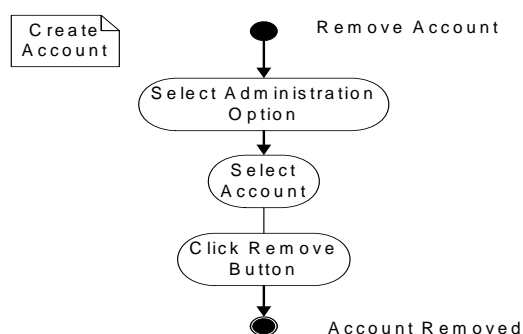 Create
Account
Remove Account
Select Administration
Option
Select
Account
Click Remove
Button
Account Removed